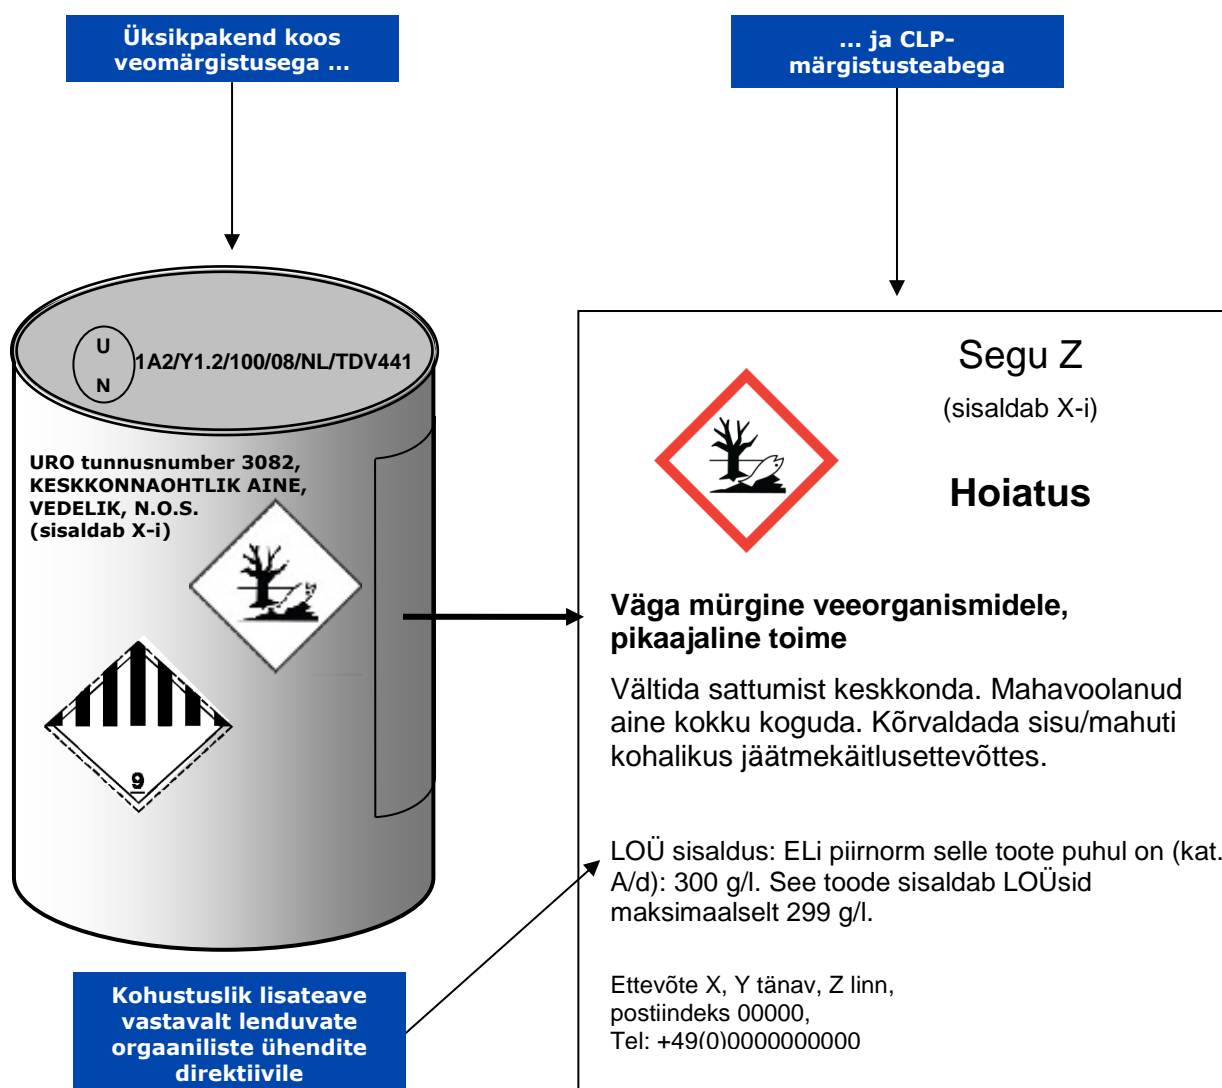 Üksikpakend koos
veomärgistusega ...
... ja CLP-
märgistusteabega
U
N
1A2/Y1.2/100/08/NL/TDV441
URO tunnusnumber 3082,
KESKKONNAOHTLIK AINE,
VEDELIK, N.O.S.
(sisaldab X-i)
9
Segu Z
(sisaldab X-i)
Hoiatus
Väga mürgine veeorganismidele,
pikaajaline toime
Vältida sattumist keskkonda. Mahavoolanud
aine kokku koguda. Kõrvaldada sisu/mahuti
kohalikus jäätmekäitlusettevõttes.
LOÜ sisaldus: ELi piirnorm selle toote puhul on (kat.
A/d): 300 g/l. See toode sisaldab LOÜsid
maksimaalselt 299 g/l.
Ettevõte X, Y tänav, Z linn,
postiindeks 00000,
Tel: +49(0)0000000000
Kohustuslik lisateave
vastavalt lenduvate
orgaaniliste ühendite
direktiivile